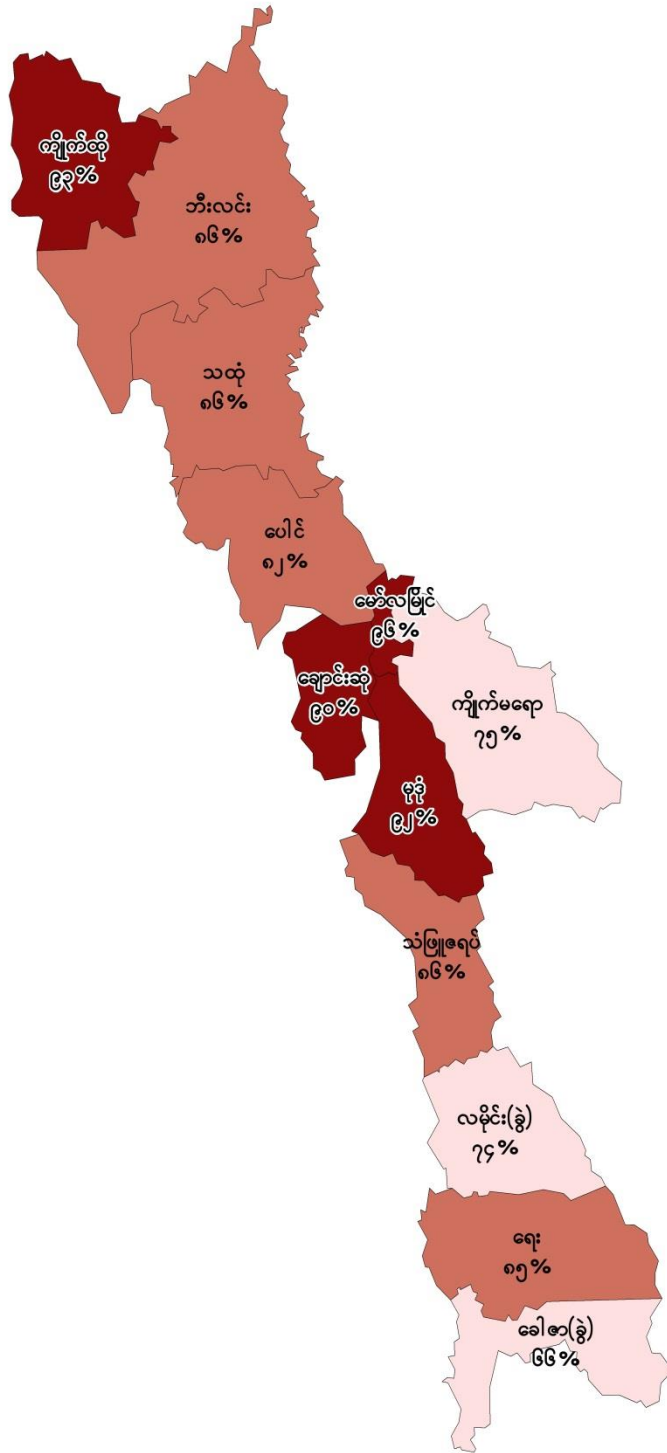 ကျိုက်ထို
၉၃%
ဘီးလင်း
၈၆%
သထုံ
၈၆%
ပေါင်
၈၂%
မော်လမြိုင်
၉၆%
ချောင်းဆုံ
၉၀%
ကျိုက်မရော
၇၅%
မုဒုံ
၉၂%
သံဖြူဇရပ်
၈၆%
လမိုင်း(ခွဲ)
၇၄%
ရေး
၈၅%
ခေါဇာ(ခွဲ)
၆၆%